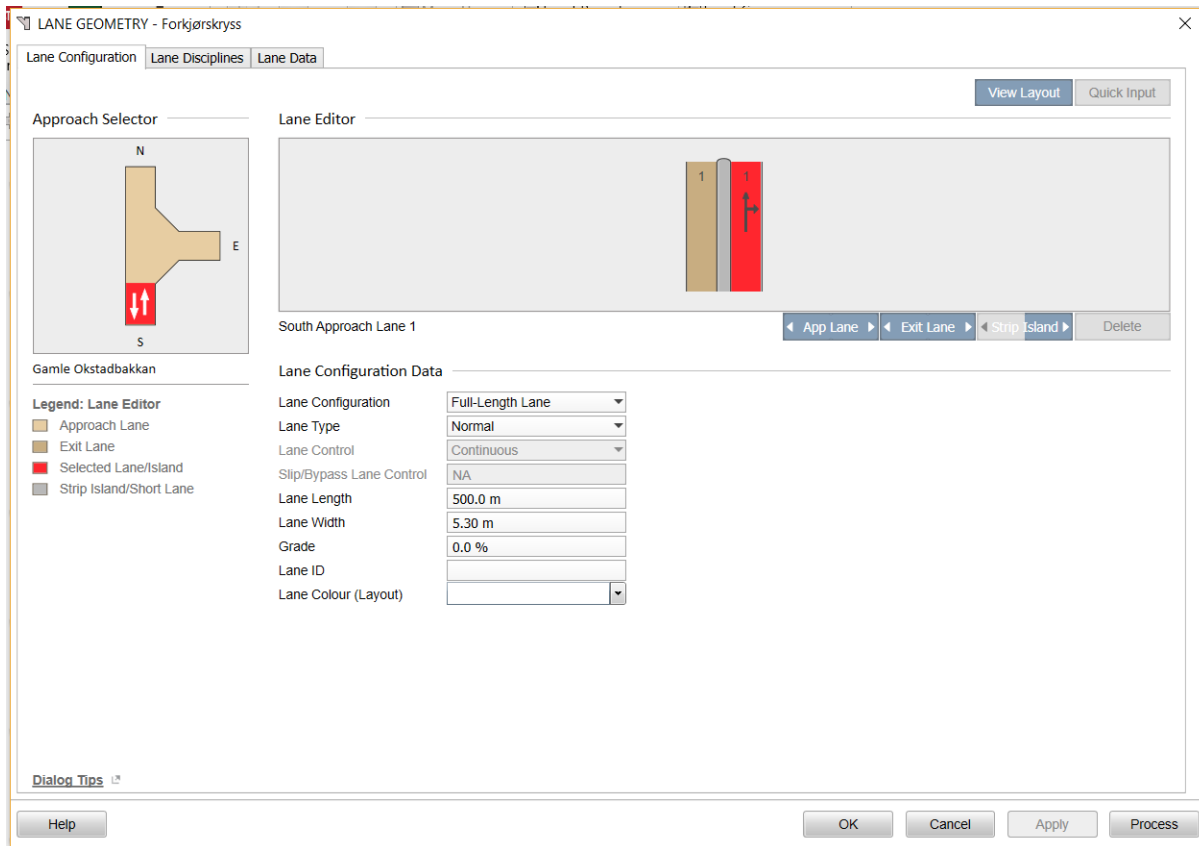 LANE GEOMETRY - Forkjørskryss
Lane Configuration Lane Disciplines Lane Data
View Layout Quick Input
Approach Selector
N
E
S
Gamle Okstadbakkan
Legend: Lane Editor
Approach Lane
Exit Lane
Selected Lane/Island
Strip Island/Short Lane
Lane Editor
1 1
South Approach Lane 1
App Lane Exit Lane Strip Island Delete
Lane Configuration Data
Lane Configuration Full-Length Lane
Lane Type Normal
Lane Control Continuous
Slip/Bypass Lane Control NA
Lane Length 500.0 m
Lane Width 5.30 m
Grade 0.0 %
Lane ID
Lane Colour (Layout)
Dialog Tips
Help OK Cancel Apply Process